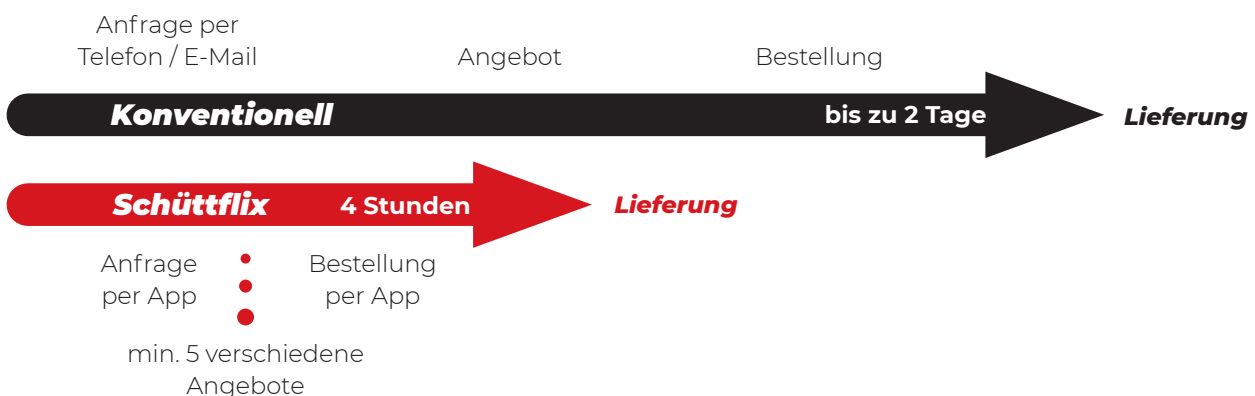 Anfrage per
Telefon / E-Mail
Angebot
Bestellung
Konventionell
bis zu 2 Tage
Lieferung
Schüttflix
4 Stunden
Lieferung
Anfrage
per App
Bestellung
per App
min. 5 verschiedene
Angebote